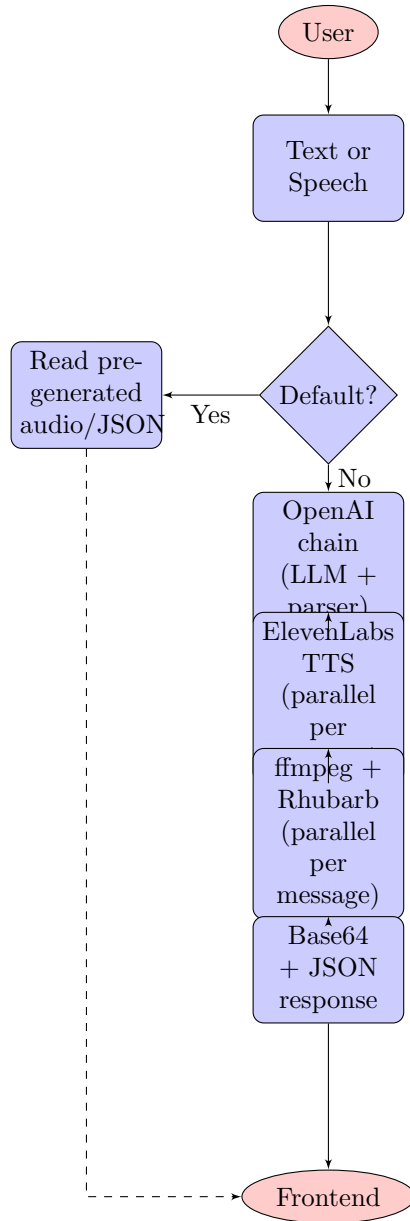 User
Text or
Speech
Default?
Yes
Read pre-
generated
audio/JSON
No
OpenAI
chain
(LLM +
parser)
ElevenLabs
TTS
(parallel
per
ffmpeg +
Rhubarb
(parallel
per
message)
Base64
+ JSON
response
Frontend